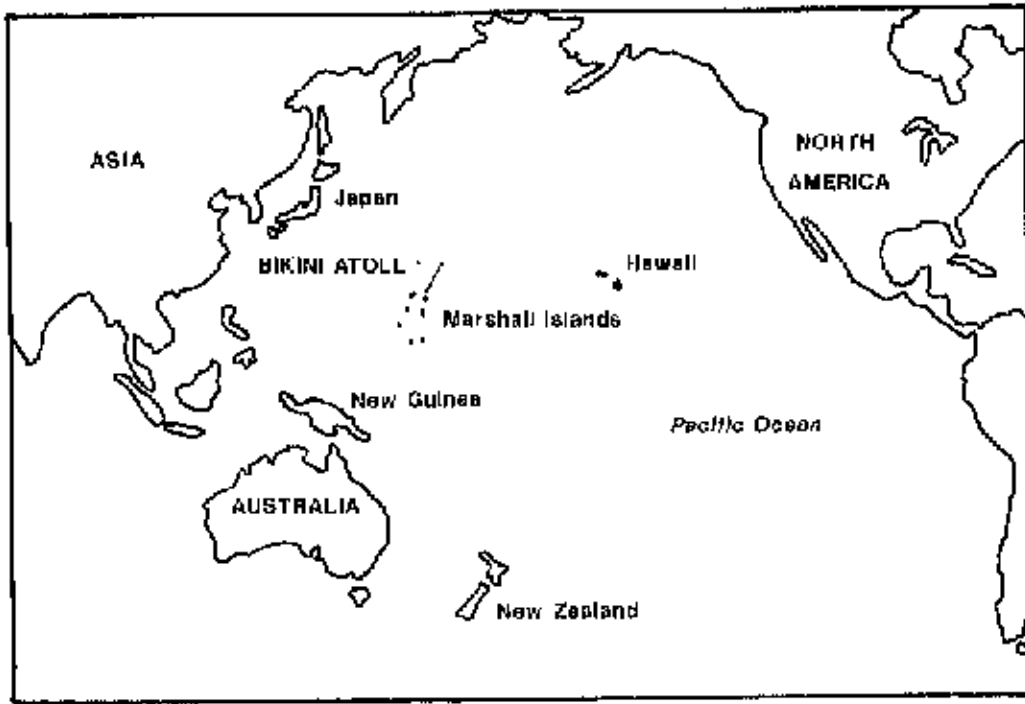 ASIA
NORTH
AMERICA
Japan
BIKINI ATOLL
Hawaii
Marshall Islands
New Guinea
Pacific Ocean
AUSTRALIA
New Zealand